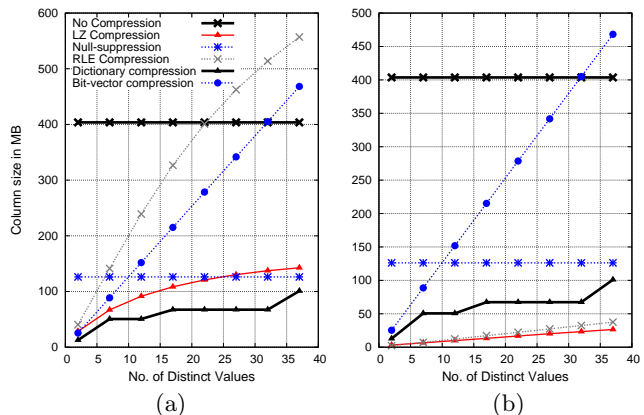 No Compression
LZ Compression
Null-suppression
RLE Compression
Dictionary compression
Bit-vector compression
600
500
400
300
200
100
0
0 5 10 15 20 25 30 35 40
Column size in MB
No. of Distinct Values
(a)
500
450
400
350
300
250
200
150
100
50
0
0 5 10 15 20 25 30 35 40
No. of Distinct Values
(b)